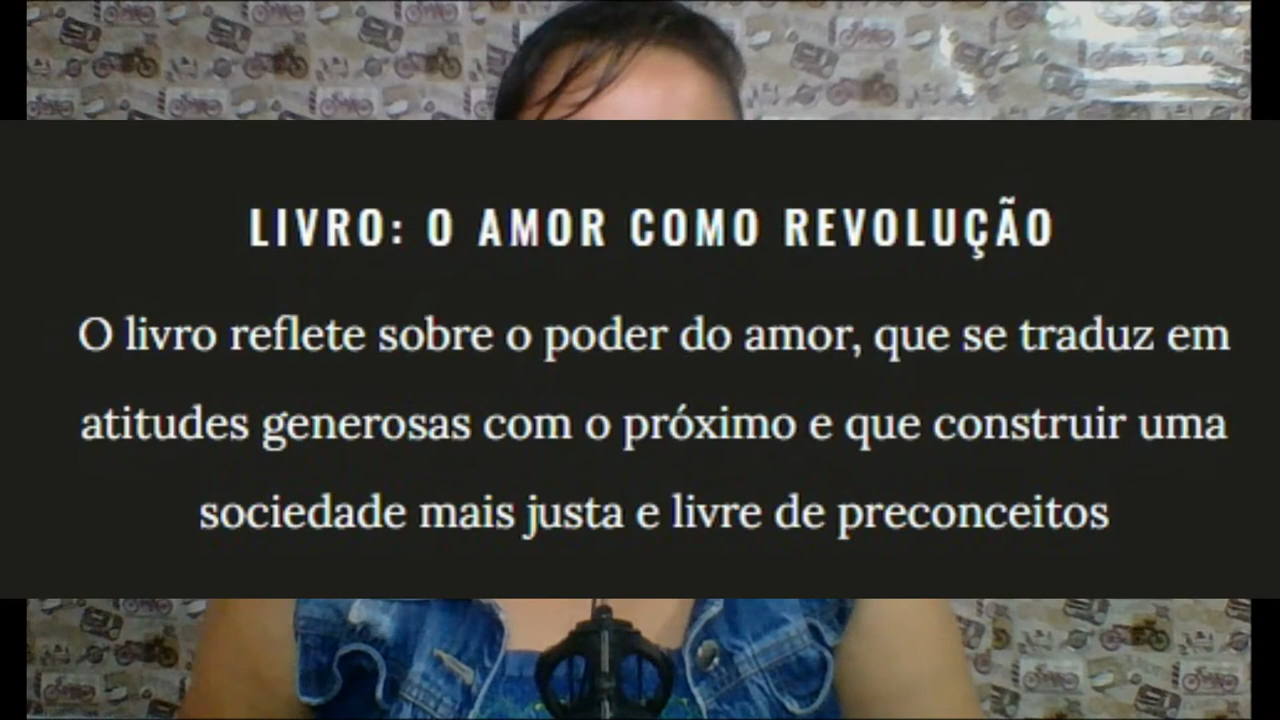 LIVRO: O AMOR COMO REVOLUÇÃO
O livro reflete sobre o poder do amor, que se traduz em
atitudes generosas com o próximo e que construir uma
sociedade mais justa e livre de preconceitos